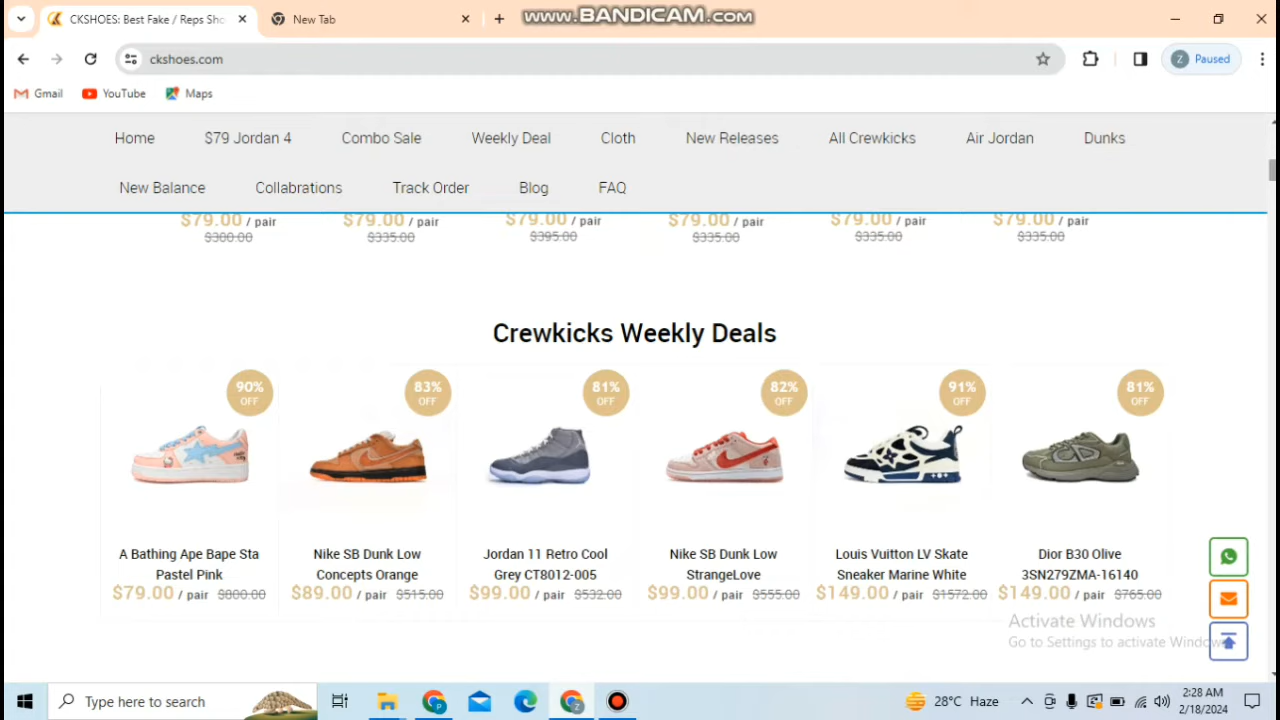 CKSHOES: Best Fake / Reps Sho
New Tab
www.BANDICAM.com
ckshoes.com
Z Paused
Gmail YouTube Maps
Home $79 Jordan 4 Combo Sale Weekly Deal Cloth New Releases All Crewkicks Air Jordan Dunks
New Balance Collabrations Track Order Blog FAQ
$79.00 / pair $79.00 / pair $79.00 / pair $79.00 / pair $79.00 / pair $79.00 / pair
$300.00 $335.00 $395.00 $335.00 $335.00 $335.00
Crewkicks Weekly Deals
90% 83% 81% 82% 91% 81%
OFF OFF OFF OFF OFF OFF
A Bathing Ape Bape Sta Nike SB Dunk Low Jordan 11 Retro Cool Nike SB Dunk Low Louis Vuitton LV Skate Dior B30 Olive
Pastel Pink Concepts Orange Grey CT8012-005 StrangeLove Sneaker Marine White 3SN279ZMA-16140
$79.00 / pair $800.00 $89.00 / pair $515.00 $99.00 / pair $532.00 $99.00 / pair $555.00 $149.00 / pair $1572.00 $149.00 / pair $765.00
Activate Windows
Go to Settings to activate Window
Type here to search
28°C Haze
2:28 AM
2/18/2024